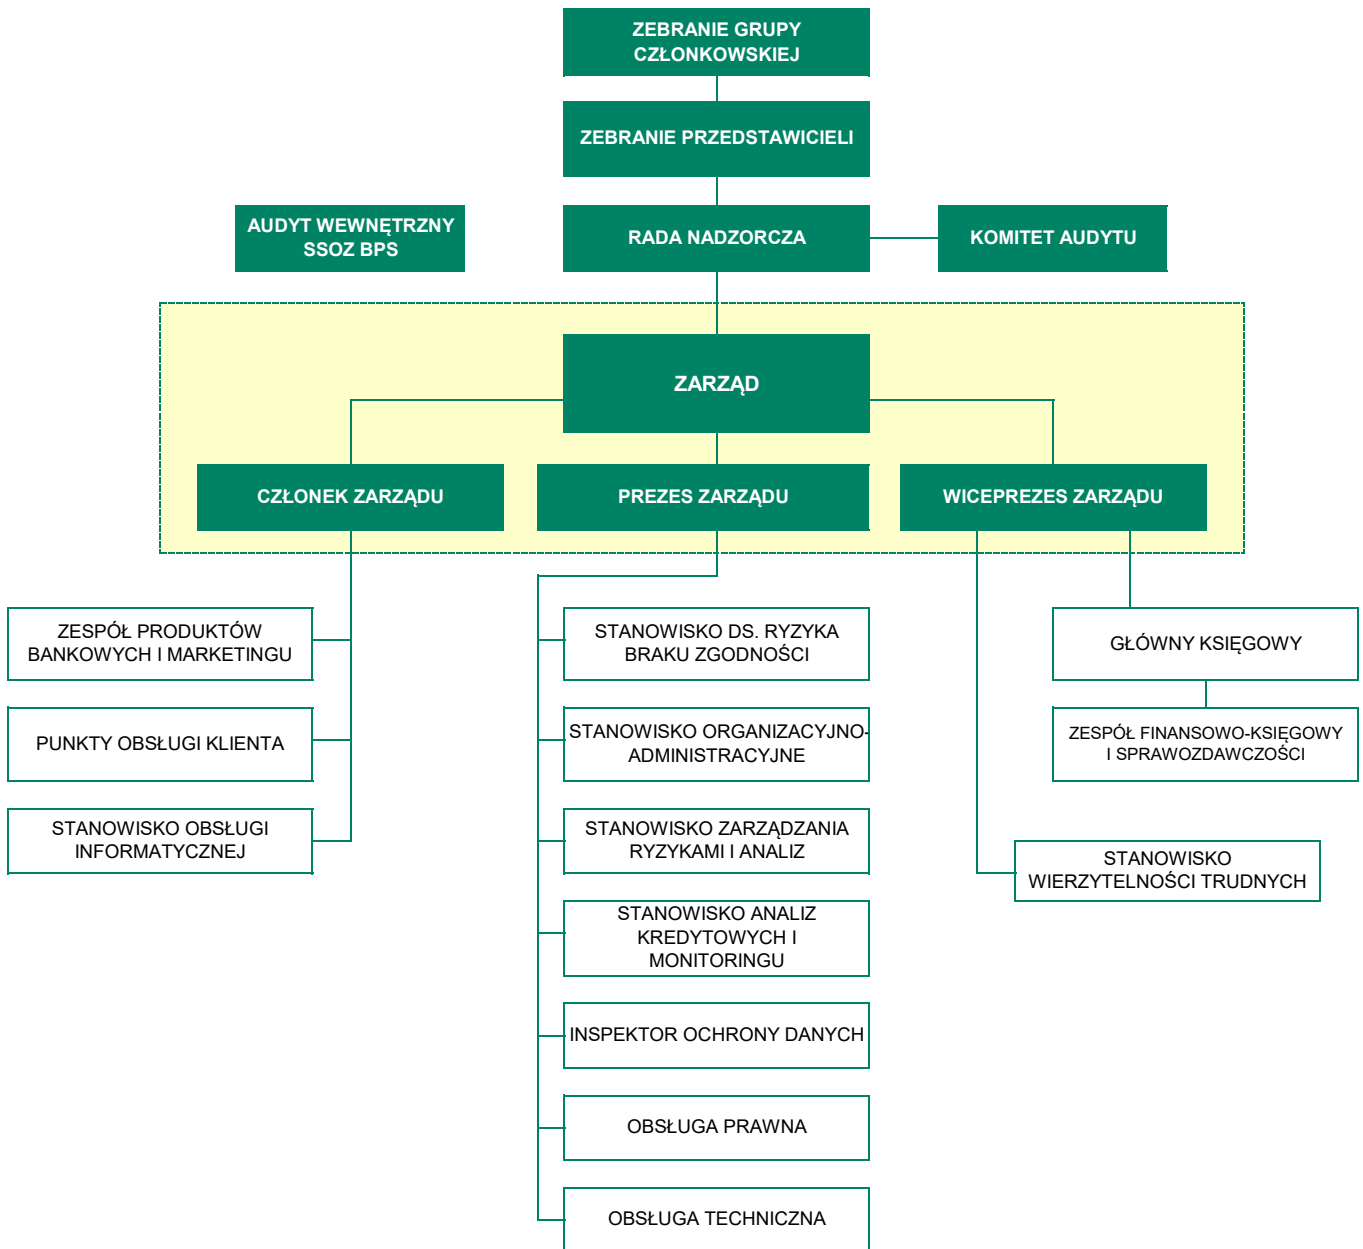 ZEBRANIE GRUPY
CZŁONKOWSKIEJ
ZEBRANIE PRZEDSTAWICIELI
AUDYT WEWNĘTRZNY
SSOZ BPS
RADA NADZORCZA
KOMITET AUDYTU
ZARZĄD
CZŁONEK ZARZĄDU
PREZES ZARZĄDU
WICEPREZES ZARZĄDU
ZESPÓŁ PRODUKTÓW
BANKOWYCH I MARKETINGU
PUNKTY OBSŁUGI KLIENTA
STANOWISKO OBSŁUGI
INFORMATYCZNEJ
STANOWISKO DS. RYZYKA
BRAKU ZGODNOŚCI
STANOWISKO ORGANIZACYJNO-
ADMINISTRACYJNE
STANOWISKO ZARZĄDZANIA
RYZYKAMI I ANALIZ
STANOWISKO ANALIZ
KREDYTOWYCH I
MONITORINGU
INSPEKTOR OCHRONY DANYCH
OBSŁUGA PRAWNA
OBSŁUGA TECHNICZNA
GŁÓWNY KSIĘGOWY
ZESPÓŁ FINANSOWO-KSIĘGOWY
I SPRAWOZDAWCZOŚCI
STANOWISKO
WIERZYTELNOŚCI TRUDNYCH